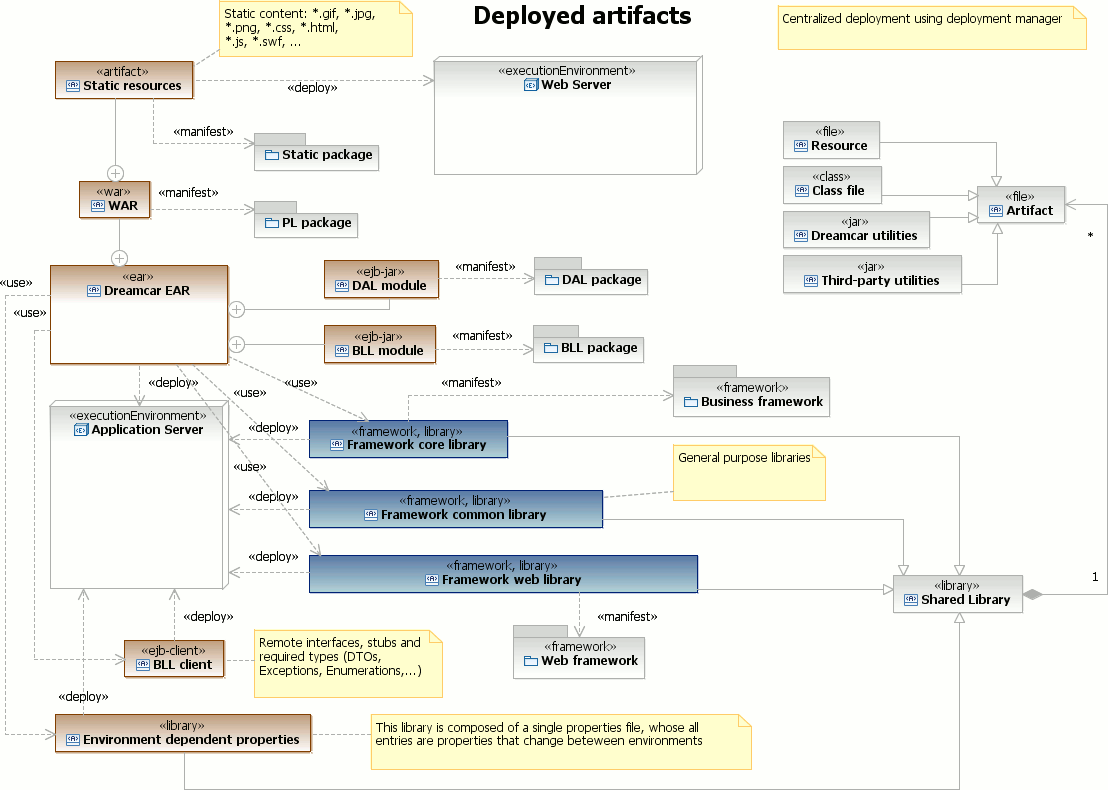 Deployed artifacts
Static content: *.gif, *.jpg,
*.png, *.css, *.html,
*.js, *.swf, ...
Centralized deployment using deployment manager
«artifact»
Static resources
«deploy»
«executionEnvironment»
Web Server
«manifest»
Static package
«war»
WAR
«manifest»
PL package
«file»
Resource
«class»
Class file
«jar»
Dreamcar utilities
«jar»
Third-party utilities
«file»
Artifact
*
«use»
«use»
«ear»
Dreamcar EAR
«ejb-jar»
DAL module
«manifest»
DAL package
«ejb-jar»
BLL module
«manifest»
BLL package
«deploy»
«use»
«use»
«manifest»
«framework»
Business framework
«executionEnvironment»
Application Server
«deploy»
«framework, library»
Framework core library
«use»
General purpose libraries
«deploy»
«framework, library»
Framework common library
«deploy»
«framework, library»
Framework web library
1
«library»
Shared Library
«manifest»
«framework»
Web framework
«deploy»
«ejb-client»
BLL client
Remote interfaces, stubs and
required types (DTOs,
Exceptions, Enumerations,...)
«deploy»
«library»
Environment dependent properties
This library is composed of a single properties file, whose all
entries are properties that change betweeen environments